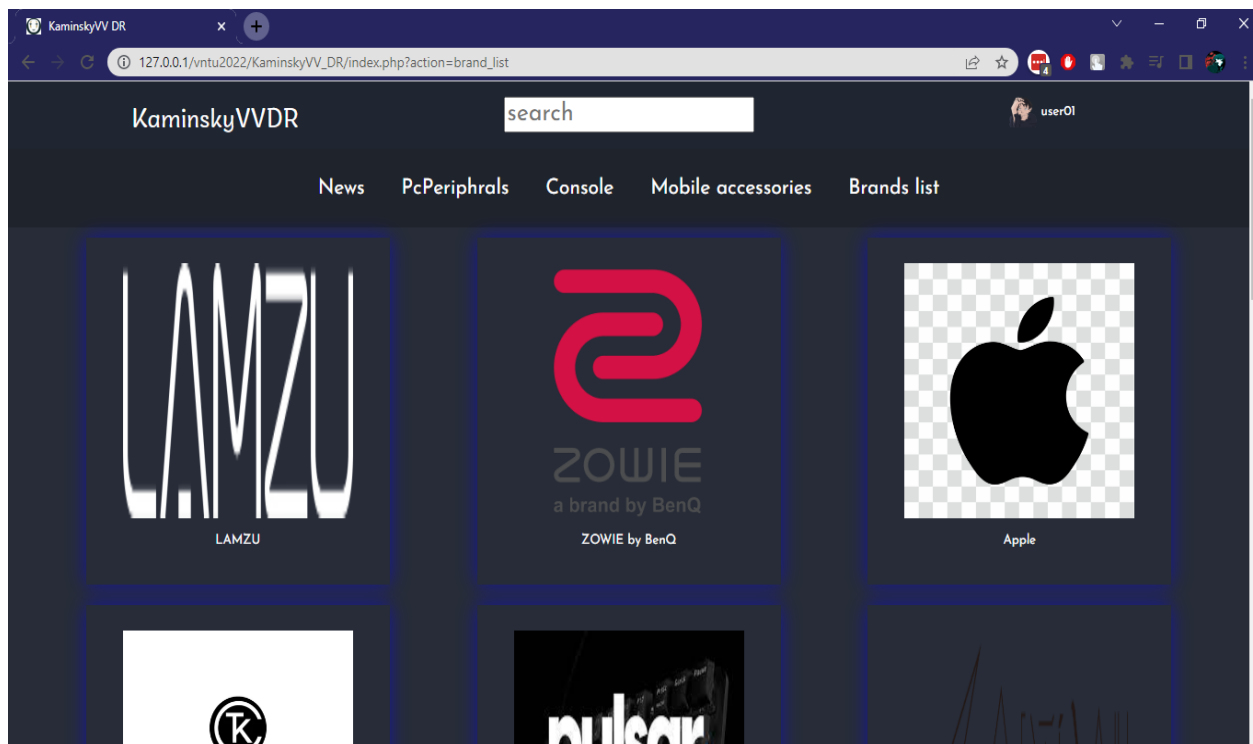 KaminskyVV DR
127.0.0.1/vntu2022/KaminskyVV_DR/index.php?action=brand_list
4
KaminskyVVDR
search
user01
News PcPeriphrals Console Mobile accessories Brands list
LAMZU
ZOWIE
a brand by BenQ
LAMZU
ZOWIE by BenQ
Apple
TK
pulsar